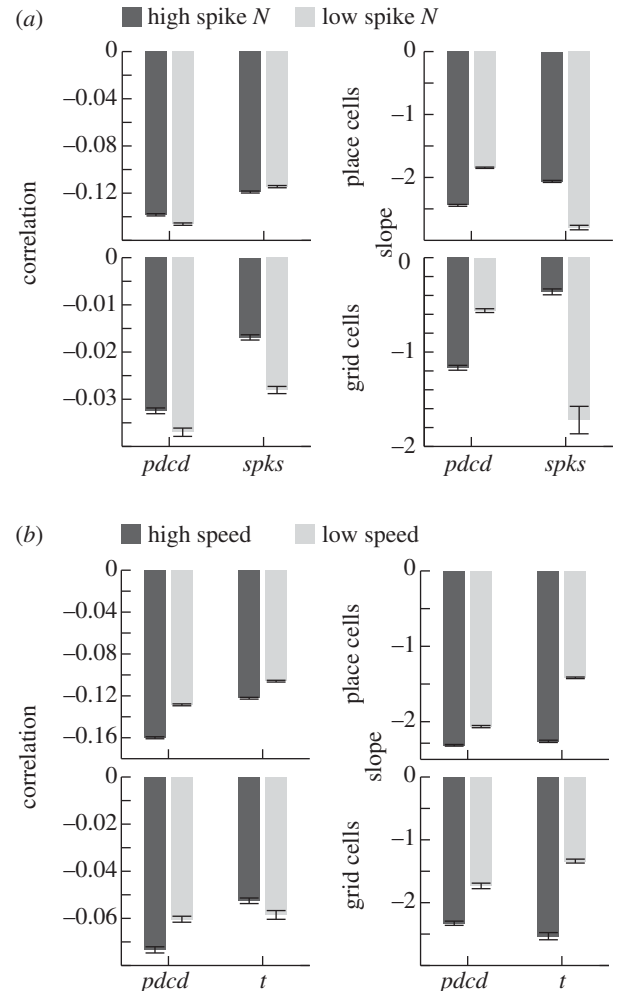 (a) high spike N low spike N
correlation
0
–0.04
–0.08
–0.12
0
–0.01
–0.02
–0.03
pdcd spks
slope
place cells
0
–1
–2
grid cells
0
–1
–2
pdcd spks
(b) high speed low speed
correlation
0
–0.04
–0.08
–0.12
–0.16
0
–0.02
–0.04
–0.06
pdcd t
slope
place cells
0
–1
–2
grid cells
0
–1
–2
pdcd t